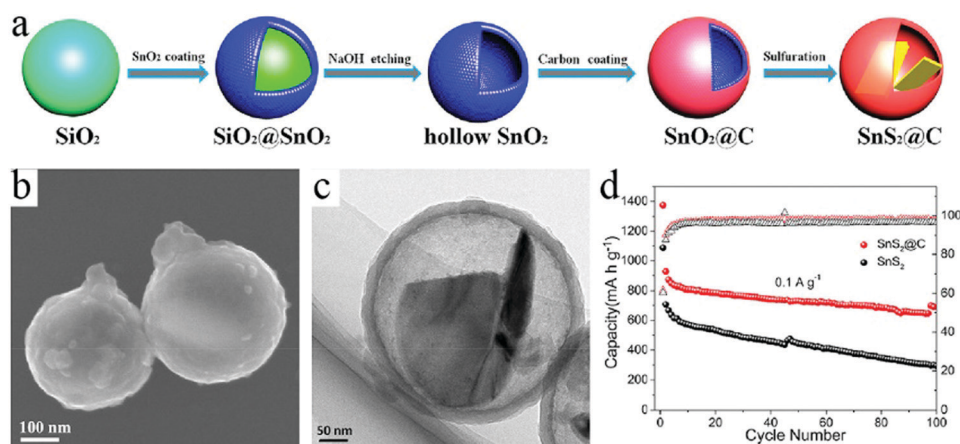 a
SnO₂ coating
NaOH etching
Carbon coating
Sulfuration
SiO₂
SiO₂@SnO₂
hollow SnO₂
SnO₂@C
SnS₂@C
b
100 nm
c
50 nm
d
Capacity(mA h g⁻¹)
1400
1200
1000
800
600
400
200
0
100
80
60
40
20
0
SnS₂@C
SnS₂
0.1 A g⁻¹
0 20 40 60 80 100
Cycle Number